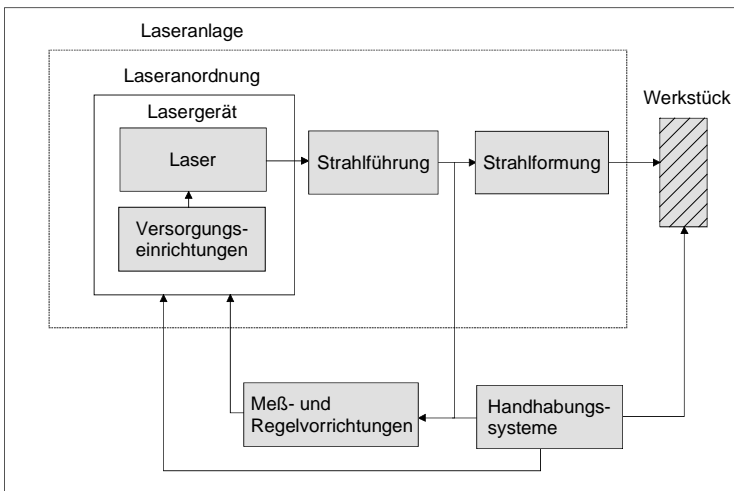 Laseranlage
Laseranordnung
Lasergerät
Werkstück
Laser
Strahlführung
Strahlformung
Versorgungs-
einrichtungen
Meß- und
Regelvorrichtungen
Handhabungs-
systeme